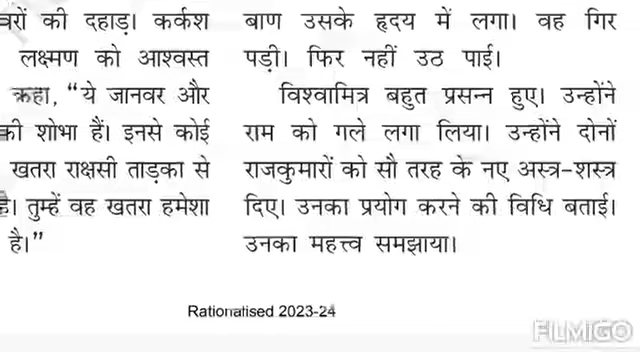 की दहाड़। कर्कश
लक्ष्मण को आश्वस्त
कहा, “ये जानवर और
की शोभा हैं। इनसे कोई
खतरा राक्षसी ताड़का से
है। तुम्हें वह खतरा हमेशा
है।”
बाण उसके हृदय में लगा। वह गिर
पड़ी। फिर नहीं उठ पाई।
विश्वामित्र बहुत प्रसन्न हुए। उन्होंने
राम को गले लगा लिया। उन्होंने दोनों
राजकुमारों को सौ तरह के नए अस्त्र-शस्त्र
दिए। उनका प्रयोग करने की विधि बताई।
उनका महत्त्व समझाया।
Rationalised 2023-24
FILMIGO